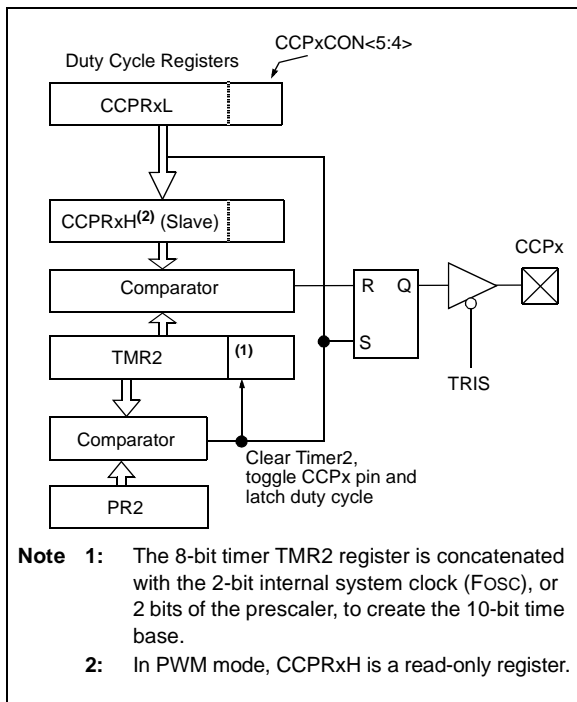 CCPxCON<5:4>
Duty Cycle Registers
CCPRxL
CCPRxH(2) (Slave)
CCPx
Comparator
R Q
TMR2
(1)
S
TRIS
Comparator
Clear Timer2,
toggle CCPx pin and
latch duty cycle
PR2
Note 1: The 8-bit timer TMR2 register is concatenated
with the 2-bit internal system clock (FOSC), or
2 bits of the prescaler, to create the 10-bit time
base.
2: In PWM mode, CCPRxH is a read-only register.